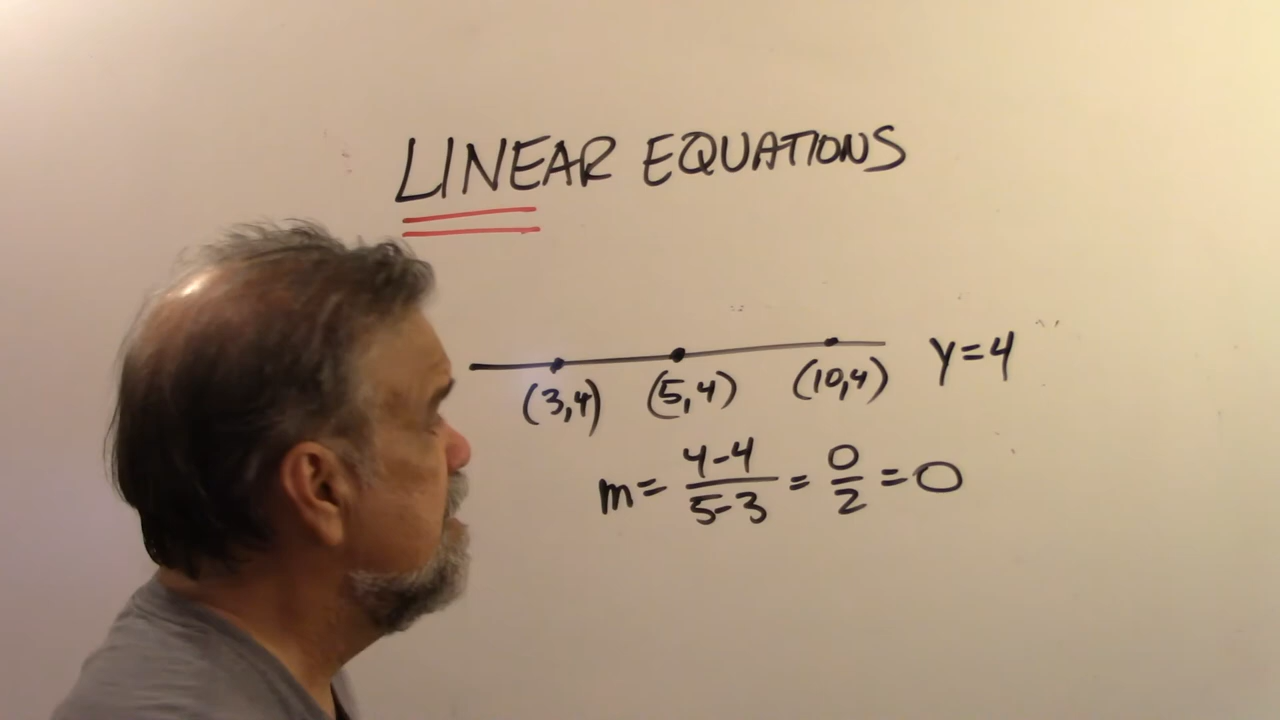 LINEAR EQUATIONS
y=4
(3,4) (5,4) (10,4)
m= 4-4/5-3 = 0/2 =0